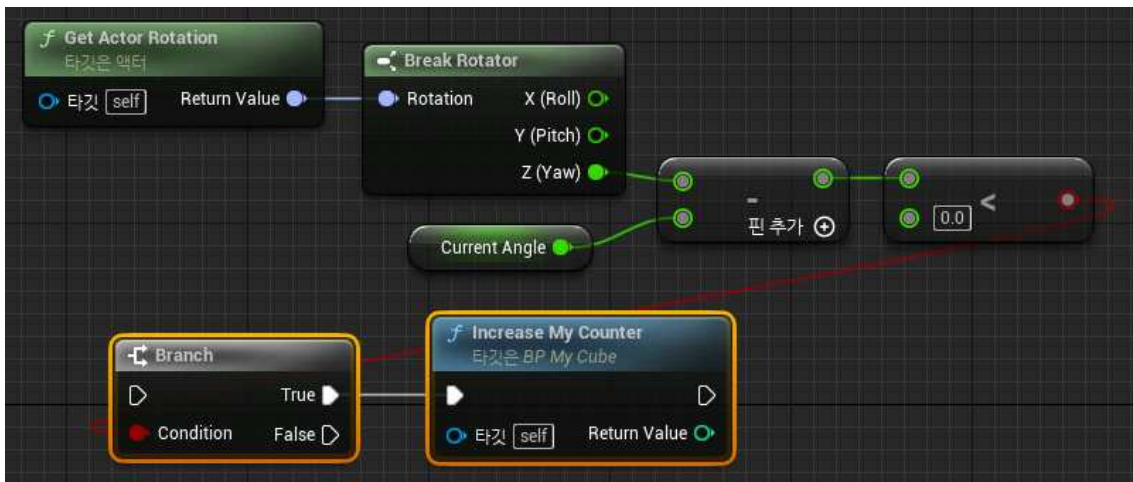 f Get Actor Rotation
타깃은 액터
타깃 self Return Value
Break Rotator
Rotation X (Roll)
Y (Pitch)
Z (Yaw)
Current Angle
-
핀 추가 +
0.0 <
Branch
True
Condition False
f Increase My Counter
타깃은 BP My Cube
타깃 self Return Value